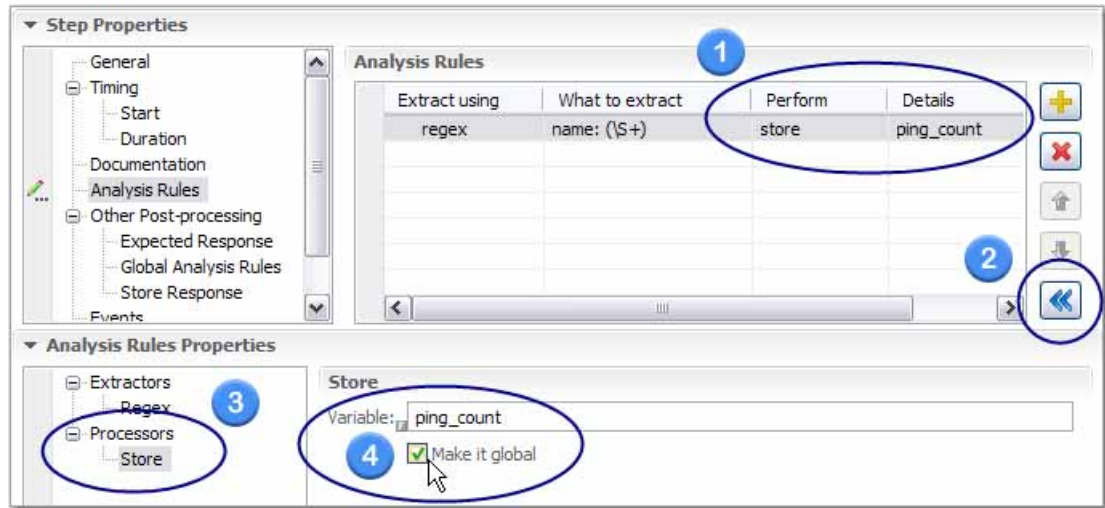 Step Properties
General
Timing
Start
Duration
Documentation
Analysis Rules
Other Post-processing
Expected Response
Global Analysis Rules
Store Response
Events
Analysis Rules
1
Extract using What to extract Perform Details
regex name: (\S+) store ping_count
2
Analysis Rules Properties
Extractors
Regex
Processors
Store
3
Store
Variable: ping_count
4 Make it global